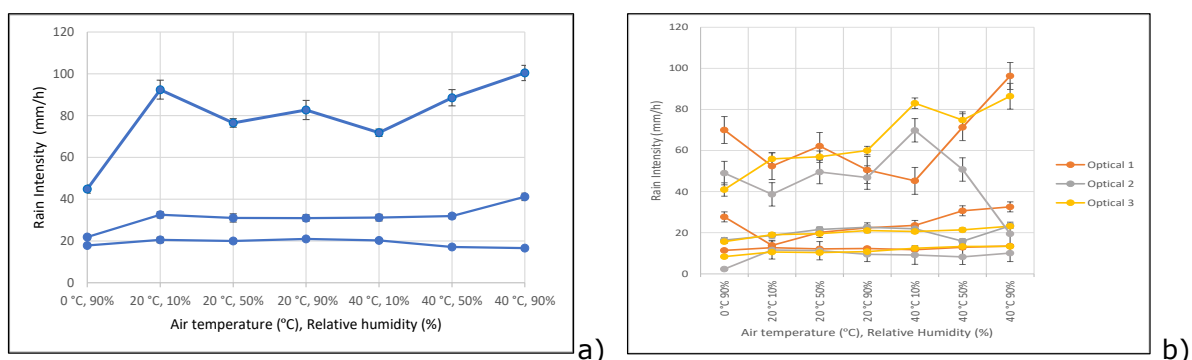 120
100
80
60
40
20
0
Rain Intensity (mm/h)
0 °C, 90% 20 °C, 10% 20 °C, 50% 20 °C, 90% 40 °C, 10% 40 °C, 50% 40 °C, 90%
Air temperature (°C), Relative humidity (%)
a)
120
100
80
60
40
20
0
Rain Intensity (mm/h)
0 °C 90% 20 °C 10% 20 °C 50% 20 °C 90% 40 °C 10% 40 °C 50% 40 °C 90%
Air temperature (°C), Relative Humidity (%)
Optical 1
Optical 2
Optical 3
b)